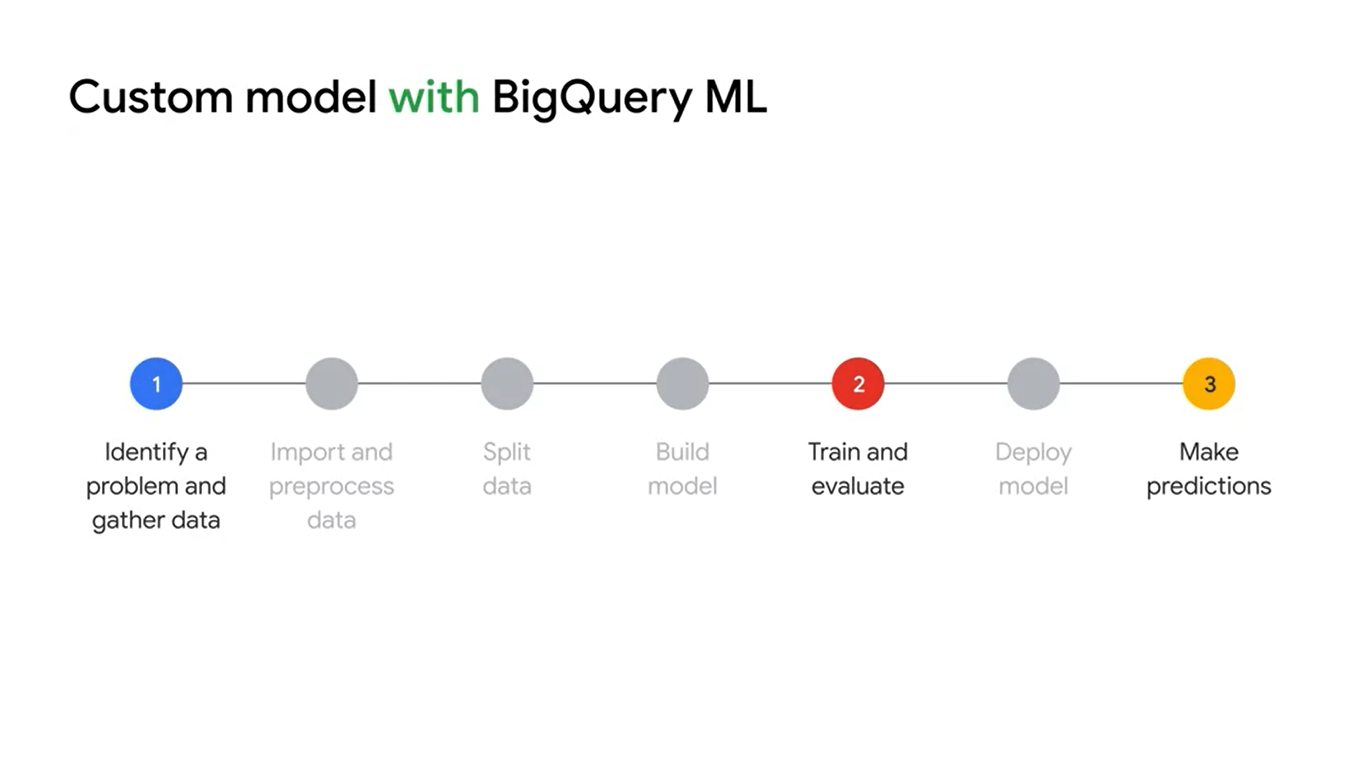 Custom model with BigQuery ML
1
2
3
Identify a
problem and
gather data
Import and
preprocess
data
Split
data
Build
model
Train and
evaluate
Deploy
model
Make
predictions